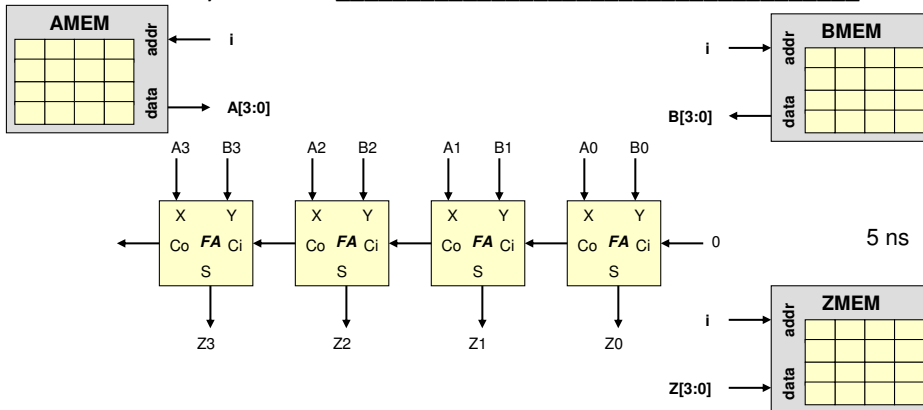 AMEM
addr
i
data
A[3:0]
BMEM
i
addr
B[3:0]
data
A3 B3 A2 B2 A1 B1 A0 B0
X Y X Y X Y X Y
Co FA Ci Co FA Ci Co FA Ci Co FA Ci 0
S S S S
5 ns
Z3 Z2 Z1 Z0
ZMEM
i
addr
Z[3:0]
data